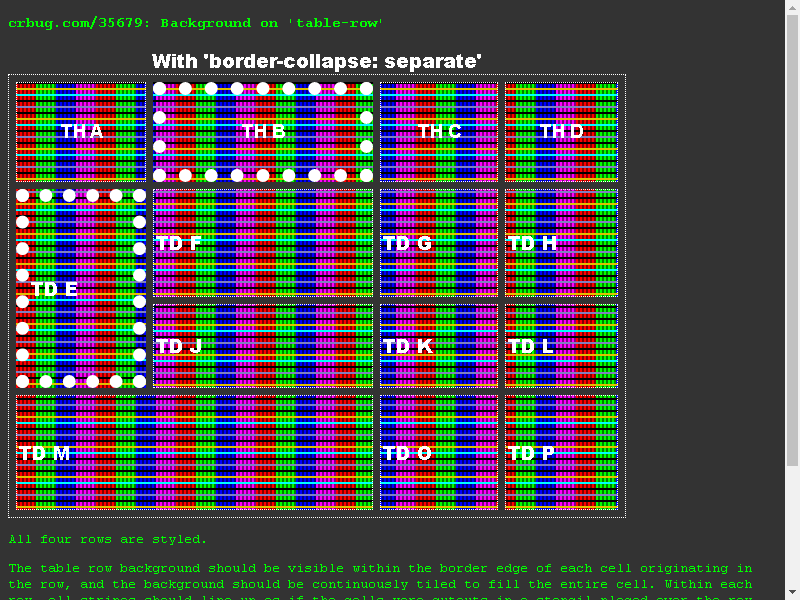 crbug.com/35679: Background on 'table-row'
With 'border-collapse: separate'
TH A TH B TH C TH D
TD E TD F TD G TD H
TD J TD K TD L
TD M TD O TD P
All four rows are styled.
The table row background should be visible within the border edge of each cell originating in
the row, and the background should be continuously tiled to fill the entire cell. Within each
row, all stripes should line up as if the cells were cutouts in a stencil placed over the row